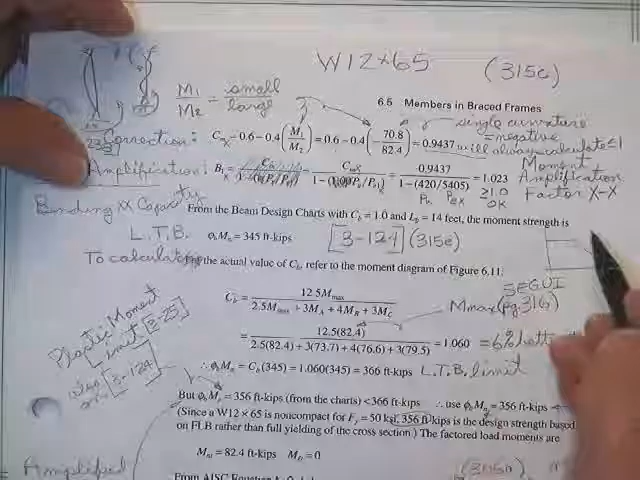 W12×65 (315c)
M1/M2 = small/large
6.5 Members in Braced Frames
single curvature = negative
Correction: Cmx = 0.6 - 0.4(M1/M2) = 0.6 - 0.4(-70.8/82.4) = 0.9437 will always calculate ≤ 1
Amplification: B1x = Cmx/1-(Pu/Pex) = 0.9437/1-(420/5405) = 1.023 ≥1.0 OK
Pu Pex
Moment Amplification Factor X-X
Bending XX Capacity
From the Beam Design Charts with Cb = 1.0 and Lb = 14 feet, the moment strength is
L.T.B. ϕbMn = 345 ft-kips [3-124] (315c)
To calculate the actual value of Cb, refer to the moment diagram of Figure 6.11:
SEGUI
Cb = 12.5Mmax / 2.5Mmax + 3MA + 4MB + 3MC
Mmax (pg.316)
= 12.5(82.4) / 2.5(82.4) + 3(73.7) + 4(76.6) + 3(79.5) = 1.060 = 6%
Plastic Moment Limit [3-25]
also on [3-124]
∴ ϕbMn = Cb(345) = 1.060(345) = 366 ft-kips L.T.B. limit
But ϕbMp = 356 ft-kips (from the charts) < 366 ft-kips ∴ use ϕbMn = 356 ft-kips
(Since a W12 × 65 is noncompact for Fy = 50 ksi, 356 ft-kips is the design strength based
on FLB rather than full yielding of the cross section.) The factored load moments are
Mnt = 82.4 ft-kips Mℓt = 0
Amplified
From AISC Equation